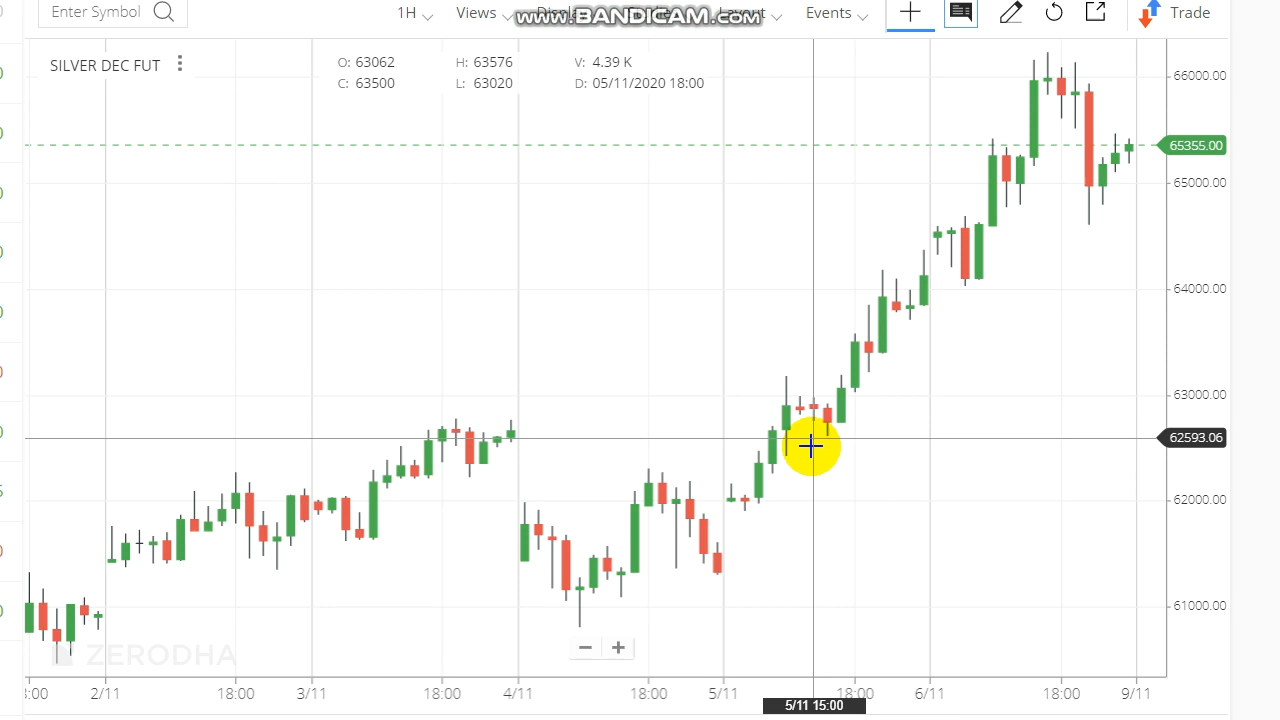 Enter Symbol 1H Views Display Layout Events Trade
www.BANDICAM.com
SILVER DEC FUT O: 63062 H: 63576 V: 4.39 K
C: 63500 L: 63020 D: 05/11/2020 18:00
66000.00
65355.00
65000.00
64000.00
63000.00
62593.06
62000.00
61000.00
ZERODHA
:00 2/11 18:00 3/11 18:00 4/11 18:00 5/11 18:00 6/11 18:00 9/11
5/11 15:00